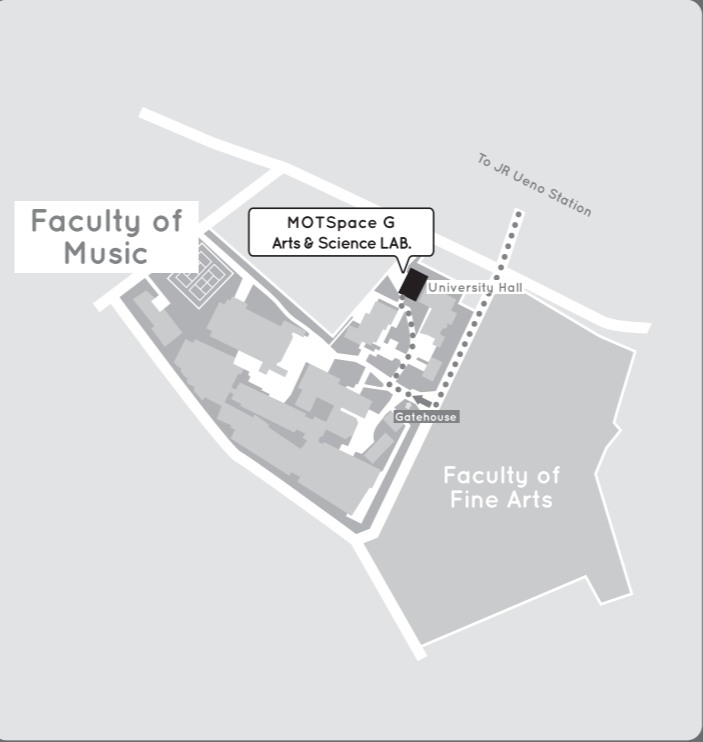 To JR Ueno Station
Faculty of
Music
MOTSpace G
Arts & Science LAB.
University Hall
Gatehouse
Faculty of
Fine Arts